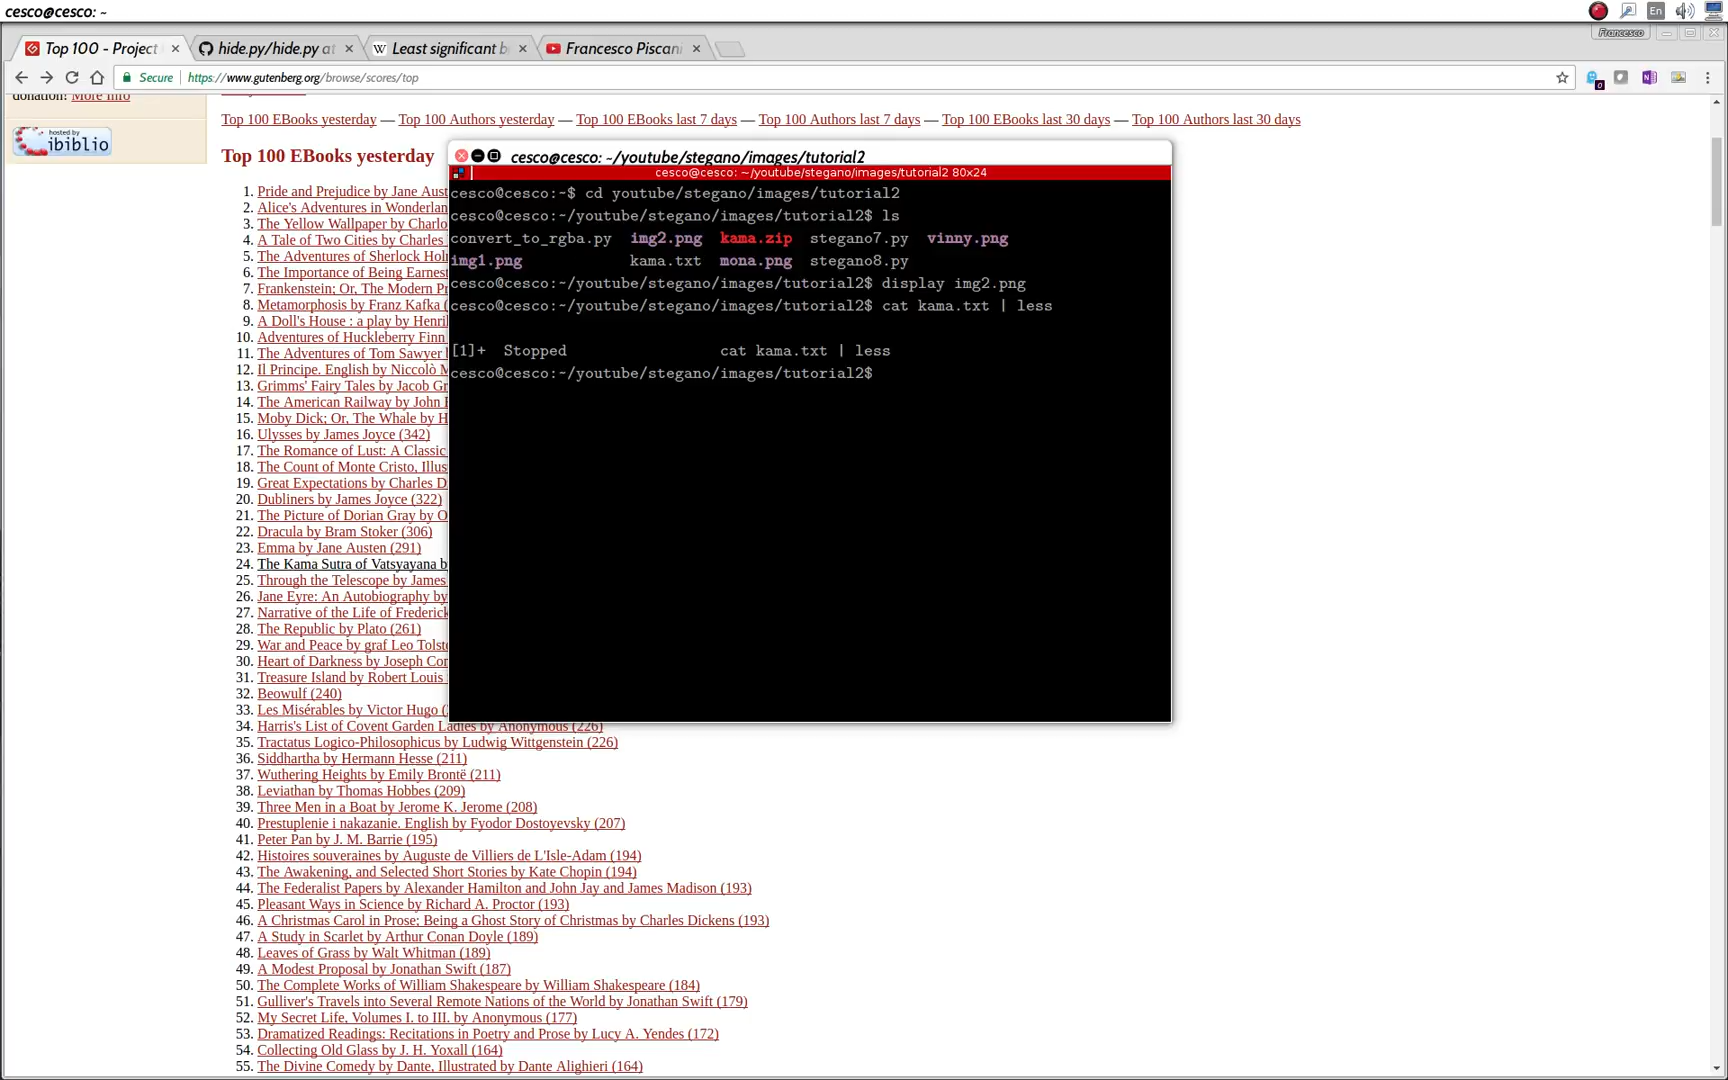 cesco@cesco: ~
En
Top 100 - Project
hide.py/hide.py at
Least significant b
Francesco Piscani
Francesco
Secure
https://www.gutenberg.org/browse/scores/top
donation! More Info
hosted by
ibiblio
Top 100 EBooks yesterday — Top 100 Authors yesterday — Top 100 EBooks last 7 days — Top 100 Authors last 7 days — Top 100 EBooks last 30 days — Top 100 Authors last 30 days
Top 100 EBooks yesterday
1. Pride and Prejudice by Jane Aust
2. Alice's Adventures in Wonderlan
3. The Yellow Wallpaper by Charlo
4. A Tale of Two Cities by Charles
5. The Adventures of Sherlock Holm
6. The Importance of Being Earnest
7. Frankenstein; Or, The Modern Pr
8. Metamorphosis by Franz Kafka (
9. A Doll's House : a play by Henrik
10. Adventures of Huckleberry Finn
11. The Adventures of Tom Sawyer
12. Il Principe. English by Niccolò M
13. Grimms' Fairy Tales by Jacob Gr
14. The American Railway by John
15. Moby Dick; Or, The Whale by H
16. Ulysses by James Joyce (342)
17. The Romance of Lust: A Classic
18. The Count of Monte Cristo, Illus
19. Great Expectations by Charles D
20. Dubliners by James Joyce (322)
21. The Picture of Dorian Gray by O
22. Dracula by Bram Stoker (306)
23. Emma by Jane Austen (291)
24. The Kama Sutra of Vatsyayana b
25. Through the Telescope by James
26. Jane Eyre: An Autobiography by
27. Narrative of the Life of Frederick
28. The Republic by Plato (261)
29. War and Peace by graf Leo Tolsto
30. Heart of Darkness by Joseph Con
31. Treasure Island by Robert Louis
32. Beowulf (240)
33. Les Misérables by Victor Hugo (
34. Harris's List of Covent Garden Ladies by Anonymous (226)
35. Tractatus Logico-Philosophicus by Ludwig Wittgenstein (226)
36. Siddhartha by Hermann Hesse (211)
37. Wuthering Heights by Emily Brontë (211)
38. Leviathan by Thomas Hobbes (209)
39. Three Men in a Boat by Jerome K. Jerome (208)
40. Prestuplenie i nakazanie. English by Fyodor Dostoyevsky (207)
41. Peter Pan by J. M. Barrie (195)
42. Histoires souveraines by Auguste de Villiers de L'Isle-Adam (194)
43. The Awakening, and Selected Short Stories by Kate Chopin (194)
44. The Federalist Papers by Alexander Hamilton and John Jay and James Madison (193)
45. Pleasant Ways in Science by Richard A. Proctor (193)
46. A Christmas Carol in Prose; Being a Ghost Story of Christmas by Charles Dickens (193)
47. A Study in Scarlet by Arthur Conan Doyle (189)
48. Leaves of Grass by Walt Whitman (189)
49. A Modest Proposal by Jonathan Swift (187)
50. The Complete Works of William Shakespeare by William Shakespeare (184)
51. Gulliver's Travels into Several Remote Nations of the World by Jonathan Swift (179)
52. My Secret Life, Volumes I. to III. by Anonymous (177)
53. Dramatized Readings: Recitations in Poetry and Prose by Lucy A. Yendes (172)
54. Collecting Old Glass by J. H. Yoxall (164)
55. The Divine Comedy by Dante, Illustrated by Dante Alighieri (164)
cesco@cesco: ~/youtube/stegano/images/tutorial2
cesco@cesco: ~/youtube/stegano/images/tutorial2 80x24
cesco@cesco:~$ cd youtube/stegano/images/tutorial2
cesco@cesco:~/youtube/stegano/images/tutorial2$ ls
convert_to_rgba.py img2.png kama.zip stegano7.py vinny.png
img1.png kama.txt mona.png stegano8.py
cesco@cesco:~/youtube/stegano/images/tutorial2$ display img2.png
cesco@cesco:~/youtube/stegano/images/tutorial2$ cat kama.txt | less
[1]+ Stopped cat kama.txt | less
cesco@cesco:~/youtube/stegano/images/tutorial2$